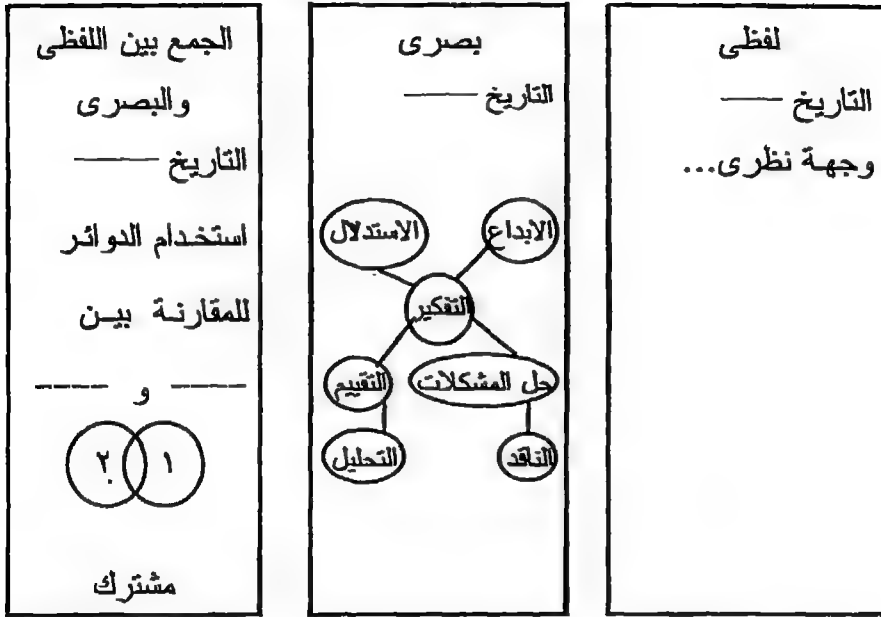 لفظى
التاريخ ——
وجهة نظرى...
بصرى
التاريخ ——
الابداع
الاستدلال
التفكير
حل المشكلات
التقييم
الناقد
التحليل
الجمع بين اللفظى
والبصرى
التاريخ ——
استخدام الدوائر
للمقارنة بين
---- و ----
١ ٢
مشترك